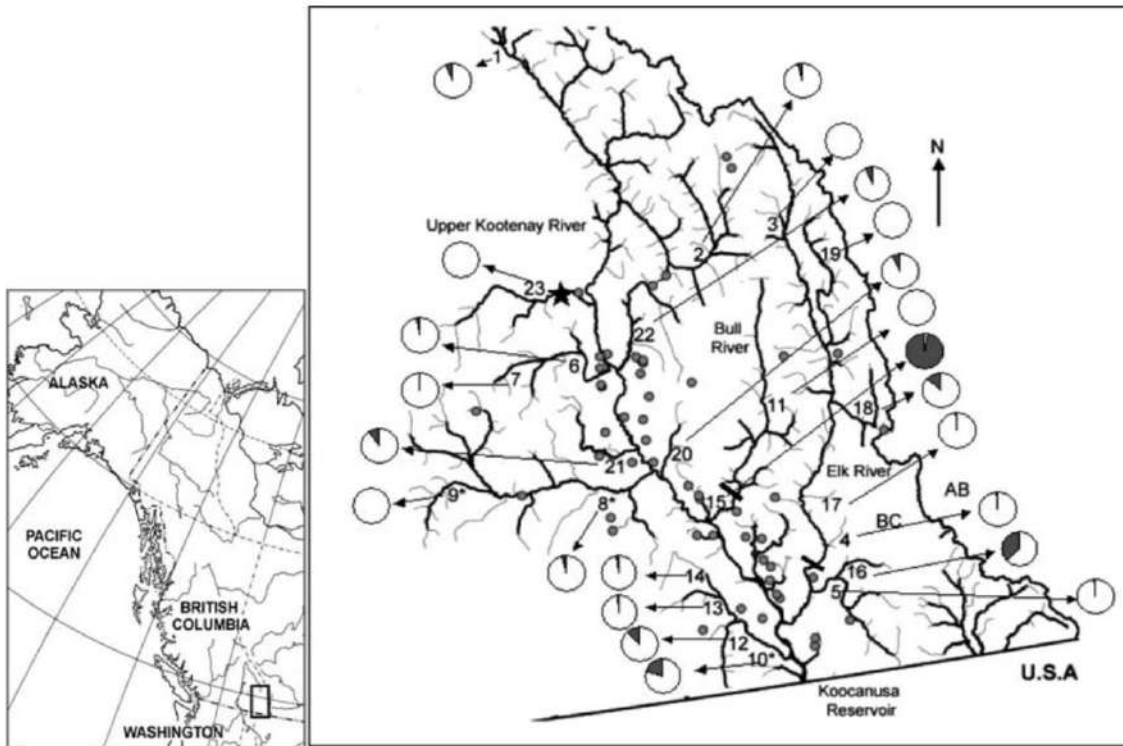 ALASKA
PACIFIC
OCEAN
BRITISH
COLUMBIA
WASHINGTON
1
N
Upper Kootenay River
2
3
19
23
22
Bull
River
6
7
11
18
20
21
Elk River
9*
8*
15
17
AB
4
BC
14
16
13
5
12
10*
U.S.A
Koocanusa
Reservoir